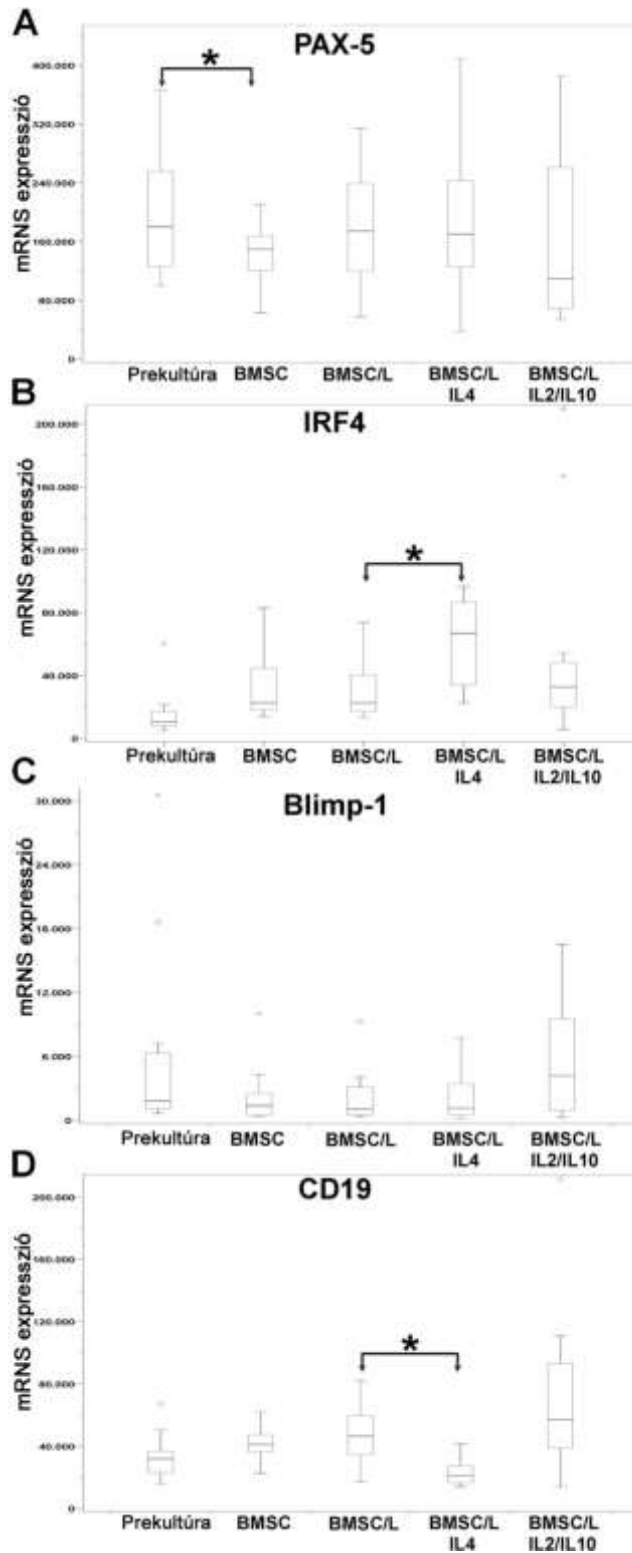 A
PAX-5
*
mRNS expresszió
400.000
320.000
240.000
160.000
80.000
0
Prekultúra BMSC BMSC/L BMSC/L BMSC/L
IL4 IL2/IL10
B
IRF4
*
mRNS expresszió
200.000
160.000
120.000
80.000
40.000
0
Prekultúra BMSC BMSC/L BMSC/L BMSC/L
IL4 IL2/IL10
C
Blimp-1
mRNS expresszió
30.000
24.000
18.000
12.000
6.000
0
Prekultúra BMSC BMSC/L BMSC/L BMSC/L
IL4 IL2/IL10
D
CD19
*
mRNS expresszió
200.000
160.000
120.000
80.000
40.000
0
Prekultúra BMSC BMSC/L BMSC/L BMSC/L
IL4 IL2/IL10